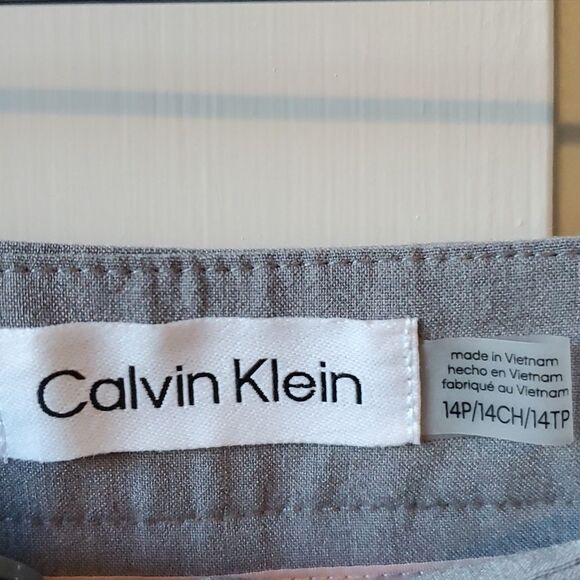 Calvin Klein
made in Vietnam
hecho en Vietnam
fabriqué au Vietnam
14P/14CH/14TP